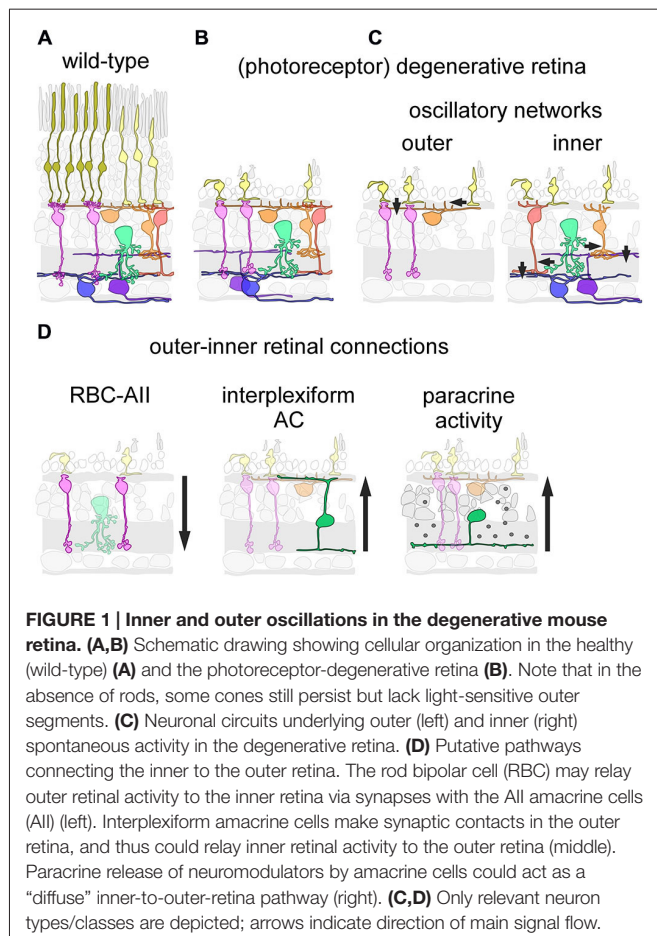 A
wild-type
B
C
(photoreceptor) degenerative retina
oscillatory networks
outer
inner
D
outer-inner retinal connections
RBC-AII
interplexiform
AC
paracrine
activity
FIGURE 1 | Inner and outer oscillations in the degenerative mouse
retina. (A,B) Schematic drawing showing cellular organization in the healthy
(wild-type) (A) and the photoreceptor-degenerative retina (B). Note that in the
absence of rods, some cones still persist but lack light-sensitive outer
segments. (C) Neuronal circuits underlying outer (left) and inner (right)
spontaneous activity in the degenerative retina. (D) Putative pathways
connecting the inner to the outer retina. The rod bipolar cell (RBC) may relay
outer retinal activity to the inner retina via synapses with the AII amacrine cells
(AII) (left). Interplexiform amacrine cells make synaptic contacts in the outer
retina, and thus could relay inner retinal activity to the outer retina (middle).
Paracrine release of neuromodulators by amacrine cells could act as a
“diffuse” inner-to-outer-retina pathway (right). (C,D) Only relevant neuron
types/classes are depicted; arrows indicate direction of main signal flow.